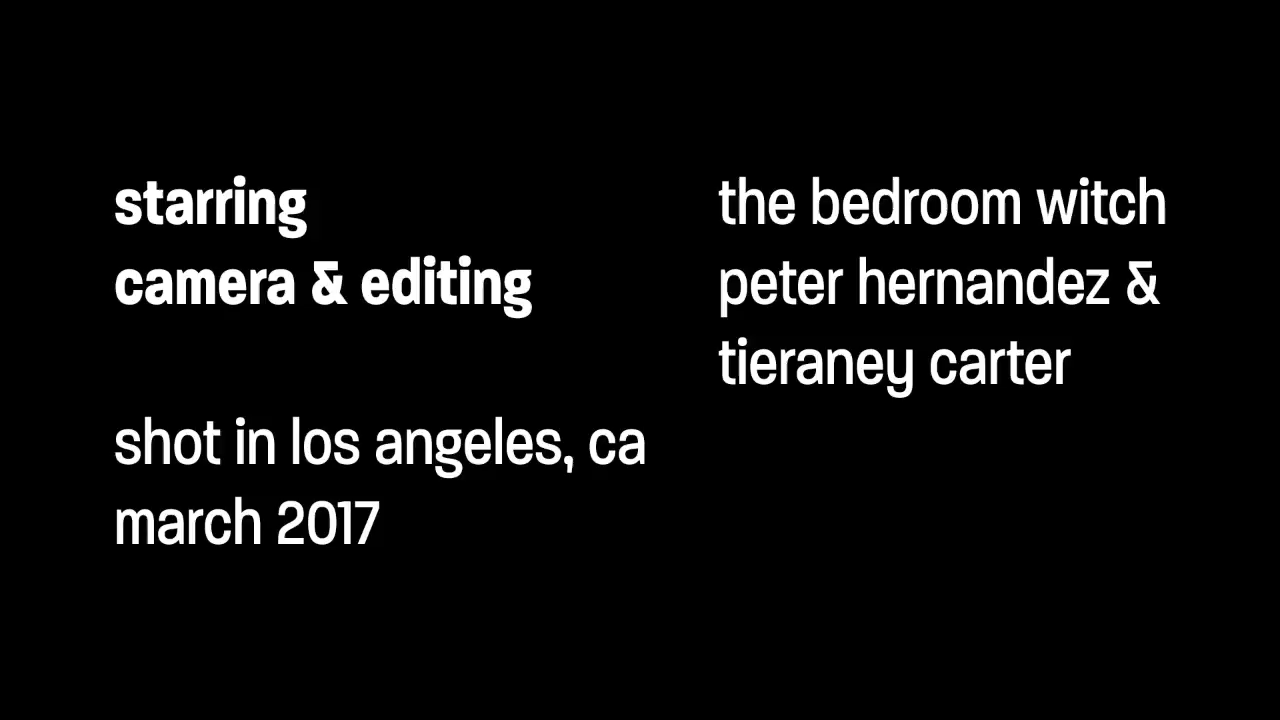 starring the bedroom witch
camera & editing peter hernandez &
tieraney carter
shot in los angeles, ca
march 2017